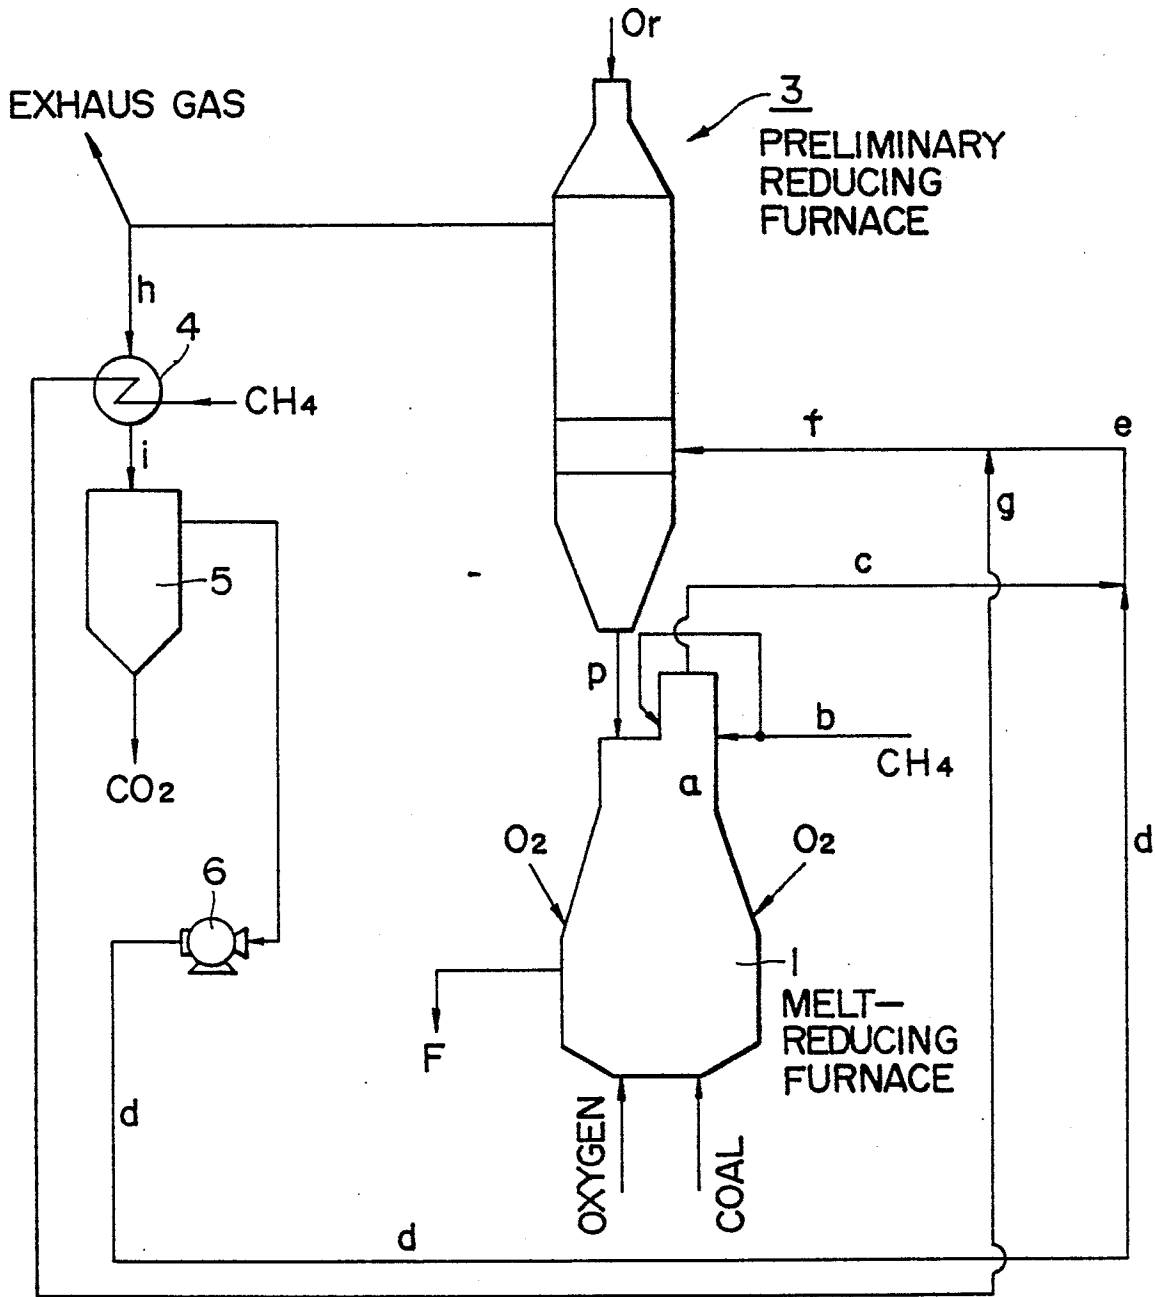 Or
EXHAUS GAS
3
PRELIMINARY
REDUCING
FURNACE
h
4
CH4
f
e
i
g
5
c
p
b
CH4
CO2
a
O2
O2
d
6
1
MELT-
REDUCING
FURNACE
F
d
OXYGEN
COAL
d